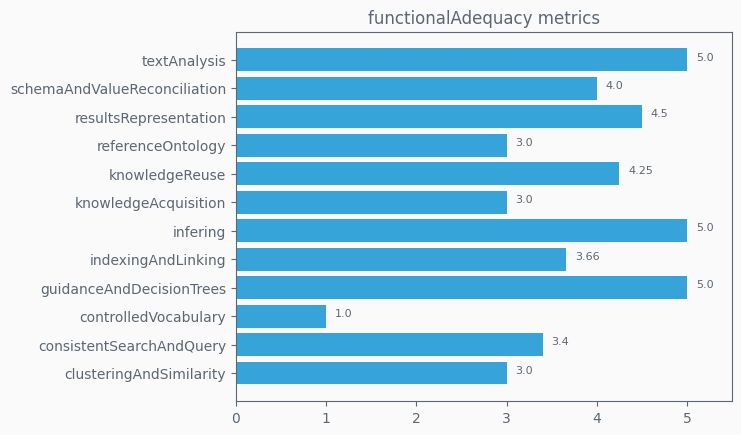 functionalAdequacy metrics
textAnalysis 5.0
schemaAndValueReconciliation 4.0
resultsRepresentation 4.5
referenceOntology 3.0
knowledgeReuse 4.25
knowledgeAcquisition 3.0
infering 5.0
indexingAndLinking 3.66
guidanceAndDecisionTrees 5.0
controlledVocabulary 1.0
consistentSearchAndQuery 3.4
clusteringAndSimilarity 3.0
0 1 2 3 4 5